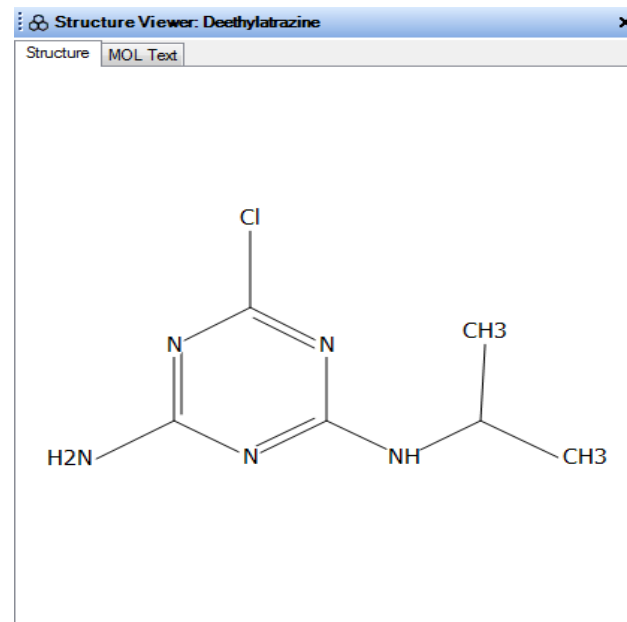 Structure Viewer: Deethylatrazine
Structure MOL Text
Cl
N N
CH3
H2N N NH CH3